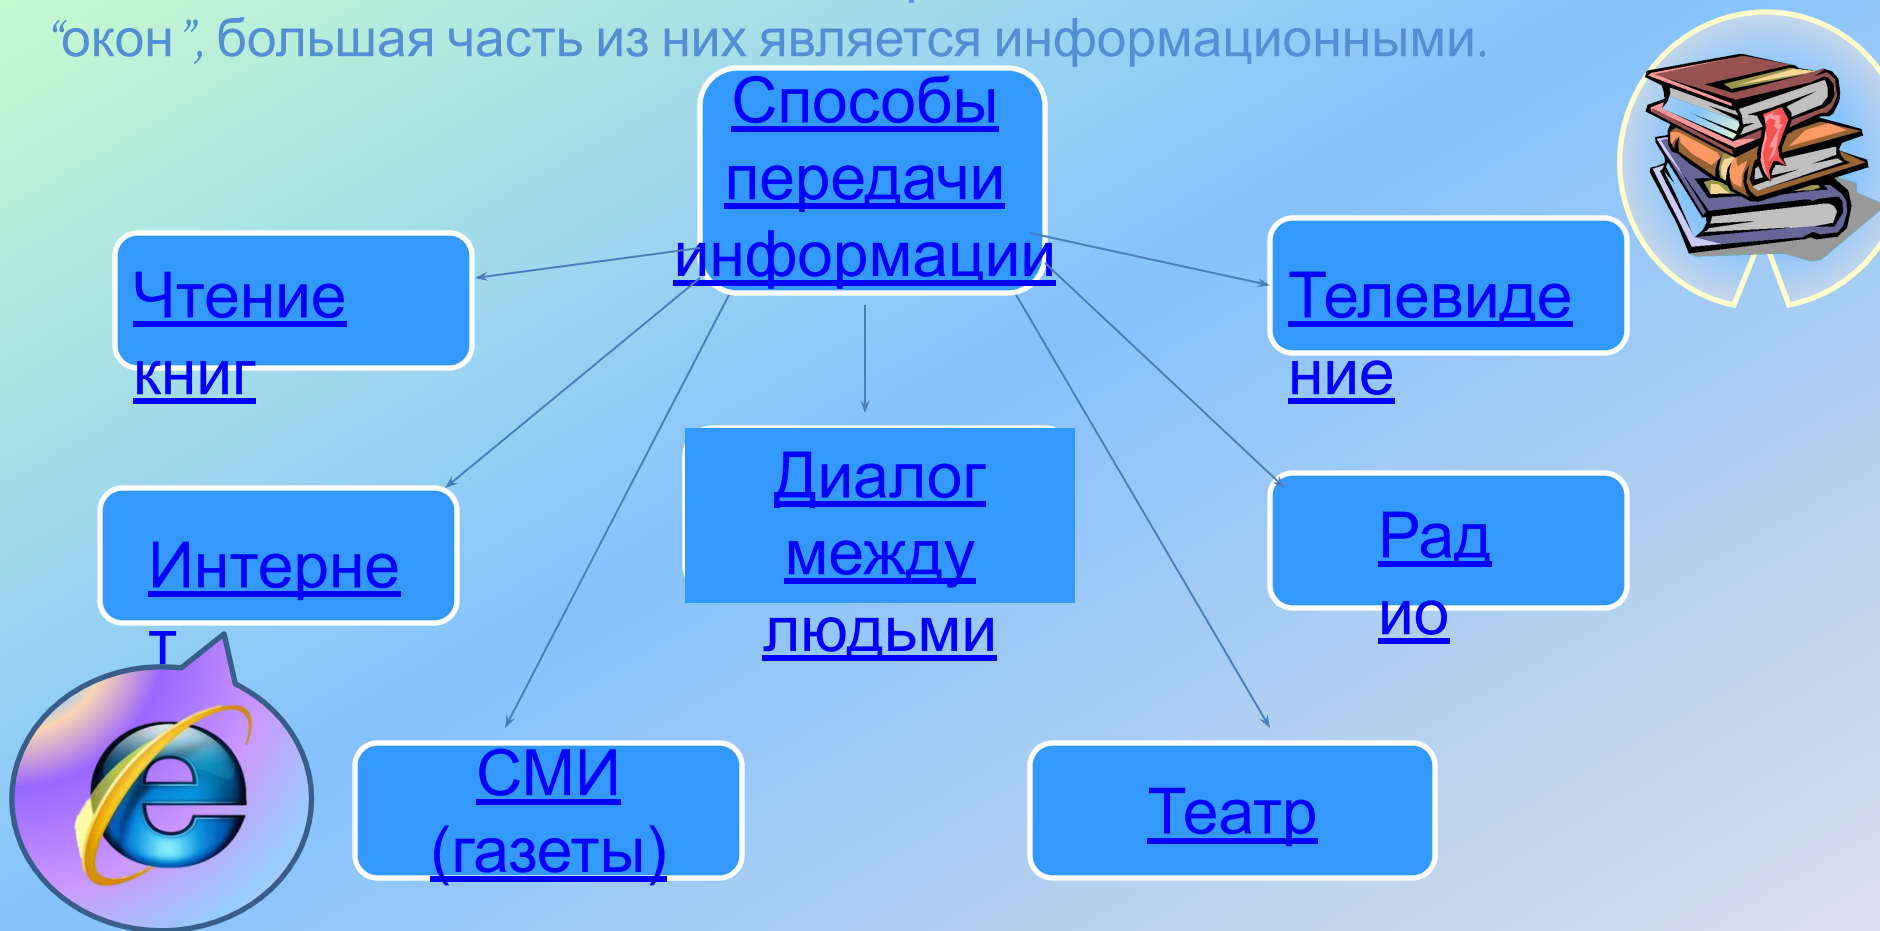 “окон”, большая часть из них является информационными.
Способы
передачи
информации
Чтение
книг
Телевиде
ние
Интерне
т
Диалог
между
людьми
Рад
ио
СМИ
(газеты)
Театр